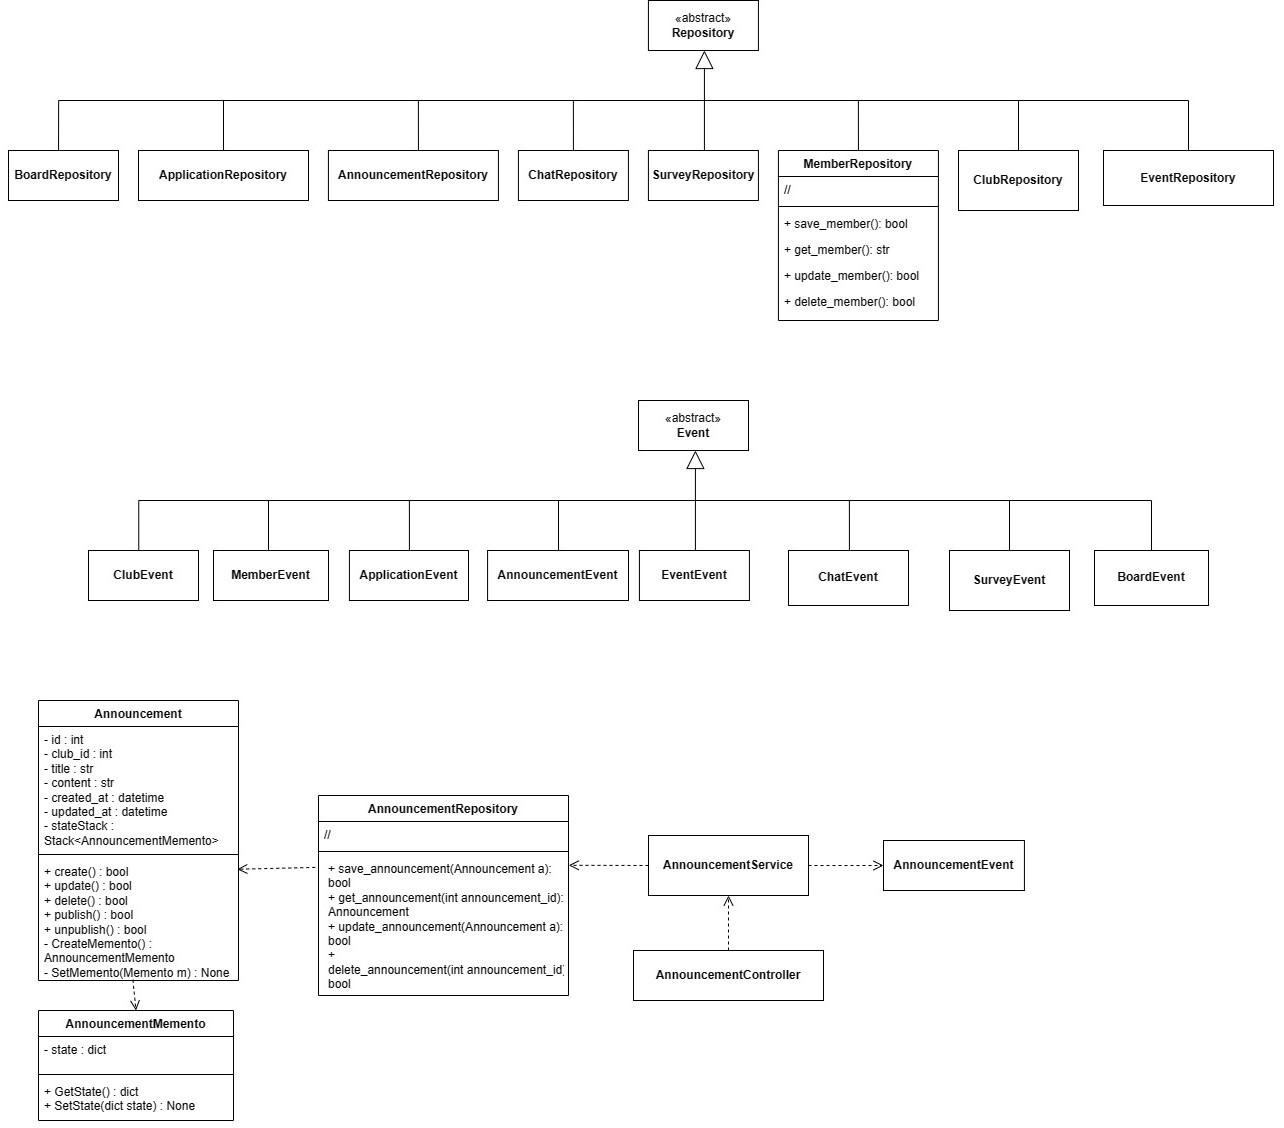 «abstract»
Repository
BoardRepository
ApplicationRepository
AnnouncementRepository
ChatRepository
SurveyRepository
MemberRepository
//
+ save_member(): bool
+ get_member(): str
+ update_member(): bool
+ delete_member(): bool
ClubRepository
EventRepository
«abstract»
Event
ClubEvent
MemberEvent
ApplicationEvent
AnnouncementEvent
EventEvent
ChatEvent
SurveyEvent
BoardEvent
Announcement
- id : int
- club_id : int
- title : str
- content : str
- created_at : datetime
- updated_at : datetime
- stateStack :
Stack<AnnouncementMemento>
+ create() : bool
+ update() : bool
+ delete() : bool
+ publish() : bool
+ unpublish() : bool
- CreateMemento() :
AnnouncementMemento
- SetMemento(Memento m) : None
AnnouncementMemento
- state : dict
+ GetState() : dict
+ SetState(dict state) : None
AnnouncementRepository
//
+ save_announcement(Announcement a):
bool
+ get_announcement(int announcement_id):
Announcement
+ update_announcement(Announcement a):
bool
+
delete_announcement(int announcement_id)
bool
AnnouncementService
AnnouncementEvent
AnnouncementController